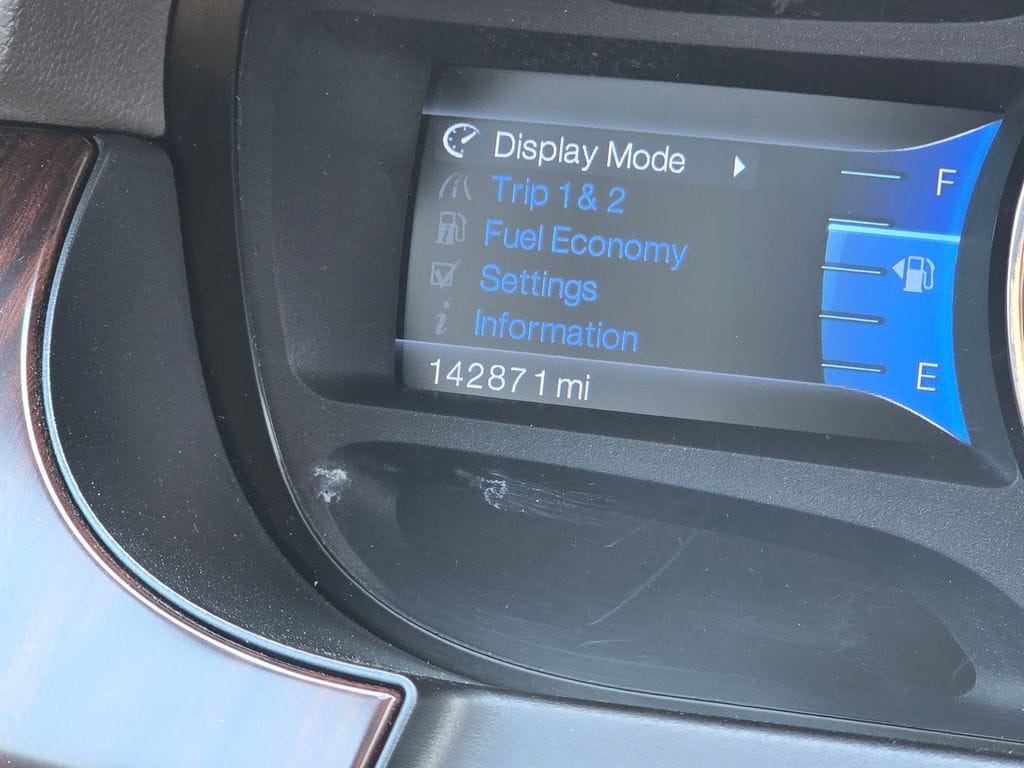 Display Mode
Trip 1 & 2
Fuel Economy
Settings
Information
142871 mi
F
E